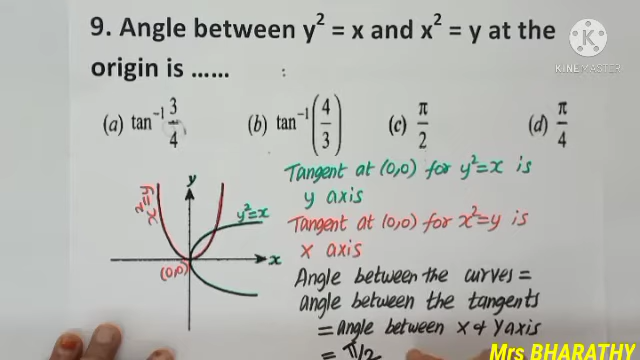 9. Angle between y² = x and x² = y at the
origin is ......
:
(a) tan⁻¹ 3/4 (b) tan⁻¹(4/3) (c) π/2 (d) π/4
KINEMASTER
Tangent at (0,0) for y²=x is
y axis
Tangent at (0,0) for x²=y is
x axis
Angle between the curves =
angle between the tangents
= angle between x & y axis
= π/2
x²=y
y
y²=x
x
(0,0)
Mrs BHARATHY